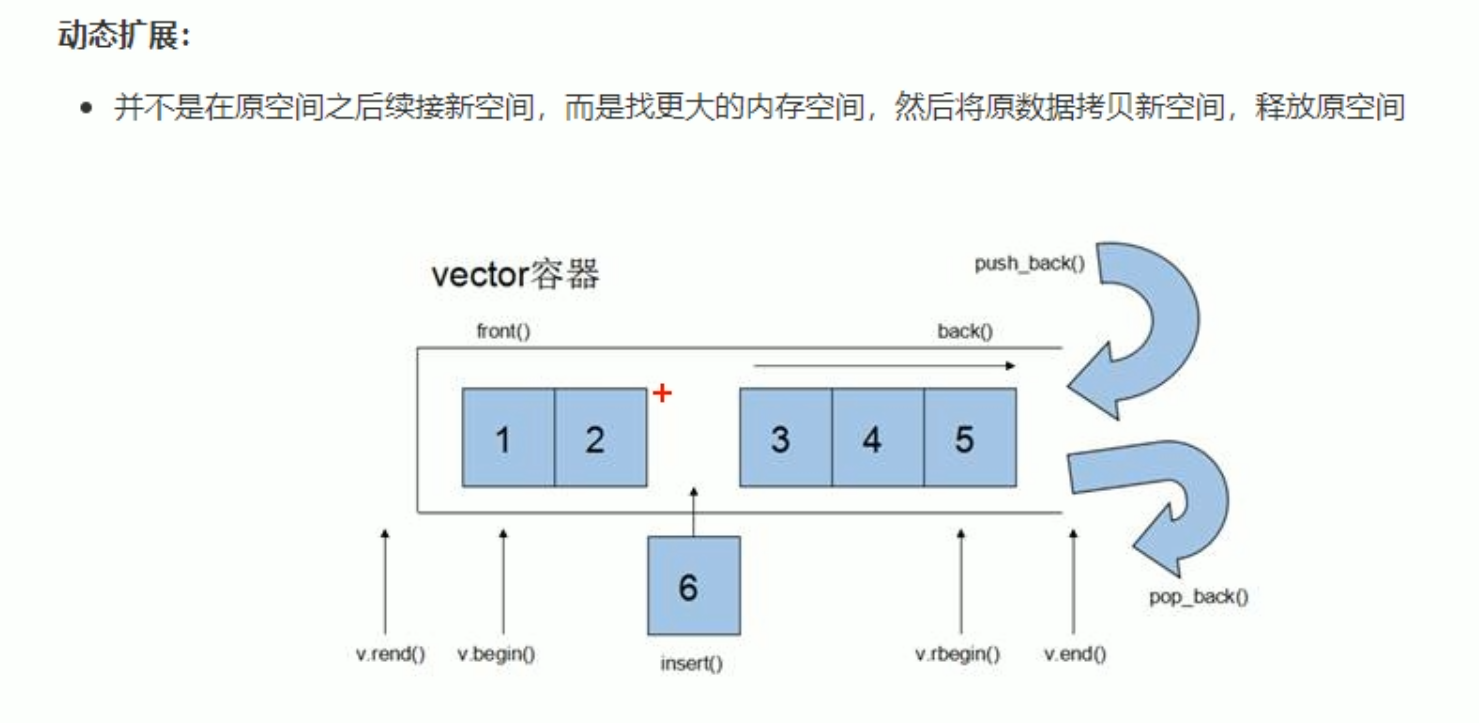 动态扩展：
并不是在原空间之后续接新空间，而是找更大的内存空间，然后将原数据拷贝新空间，释放原空间
vector容器
push_back()
front()
back()
1 2 3 4 5
6
pop_back()
v.rend() v.begin() insert() v.rbegin() v.end()